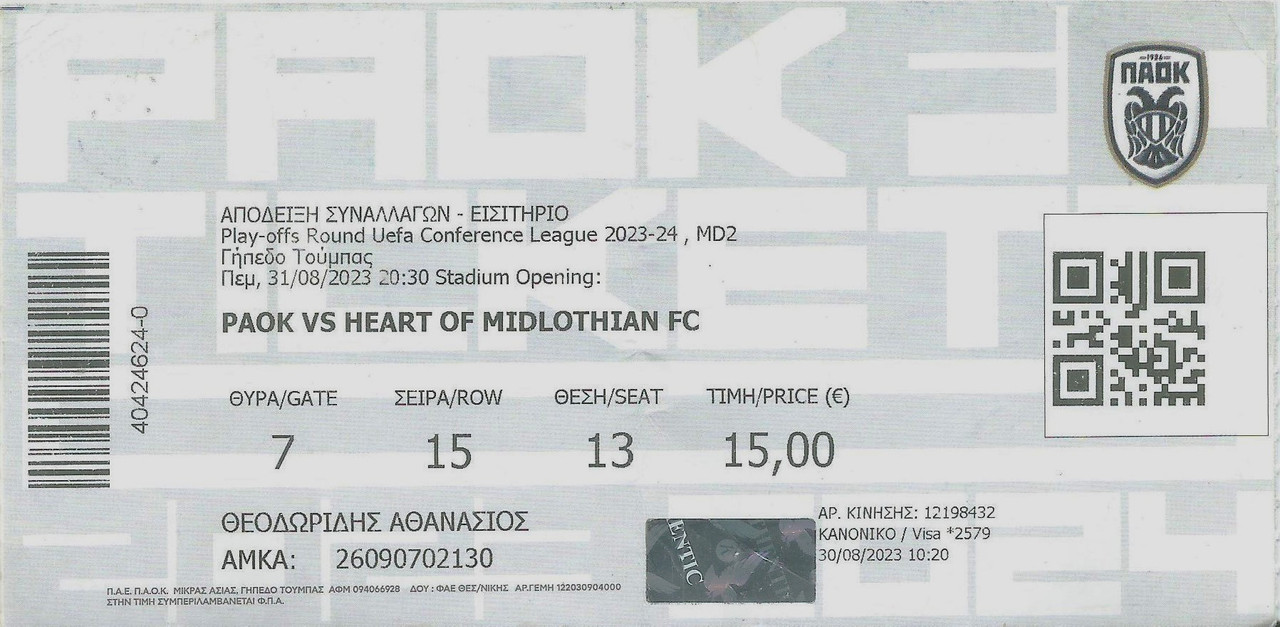 PAOK
TICKET
1926
ΠΑΟΚ
ΑΠΟΔΕΙΞΗ ΣΥΝΑΛΛΑΓΩΝ - ΕΙΣΙΤΗΡΙΟ
Play-offs Round Uefa Conference League 2023-24 , MD2
Γήπεδο Τούμπας
Πεμ, 31/08/2023 20:30 Stadium Opening:
PAOK VS HEART OF MIDLOTHIAN FC
40424624-0
ΘΥΡΑ/GATE ΣΕΙΡΑ/ROW ΘΕΣΗ/SEAT ΤΙΜΗ/PRICE (€)
7 15 13 15,00
ΘΕΟΔΩΡΙΔΗΣ ΑΘΑΝΑΣΙΟΣ
ΑΜΚΑ: 26090702130
ENTIC
ΑΡ. ΚΙΝΗΣΗΣ: 12198432
ΚΑΝΟΝΙΚΟ / Visa *2579
30/08/2023 10:20
Π.Α.Ε. Π.Α.Ο.Κ. ΜΙΚΡΑΣ ΑΣΙΑΣ, ΓΗΠΕΔΟ ΤΟΥΜΠΑΣ ΑΦΜ 094066928 ΔΟΥ : ΦΑΕ ΘΕΣ/ΝΙΚΗΣ ΑΡ.ΓΕΜΗ 122030904000
ΣΤΗΝ ΤΙΜΗ ΣΥΜΠΕΡΙΛΑΜΒΑΝΕΤΑΙ Φ.Π.Α.